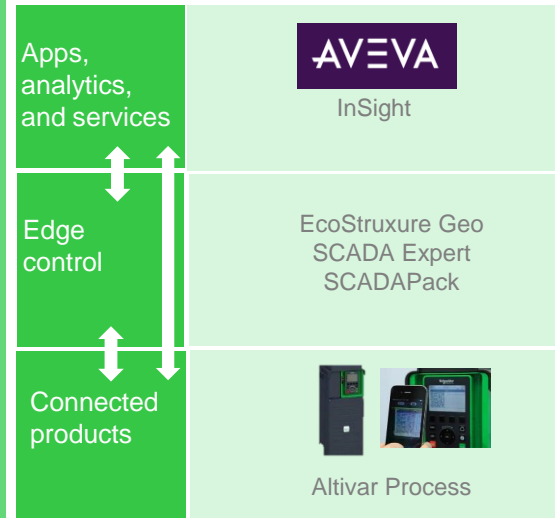 Apps,
analytics,
and services
AVEVA
InSight
Edge
control
EcoStruxure Geo
SCADA Expert
SCADAPack
Connected
products
Altivar Process